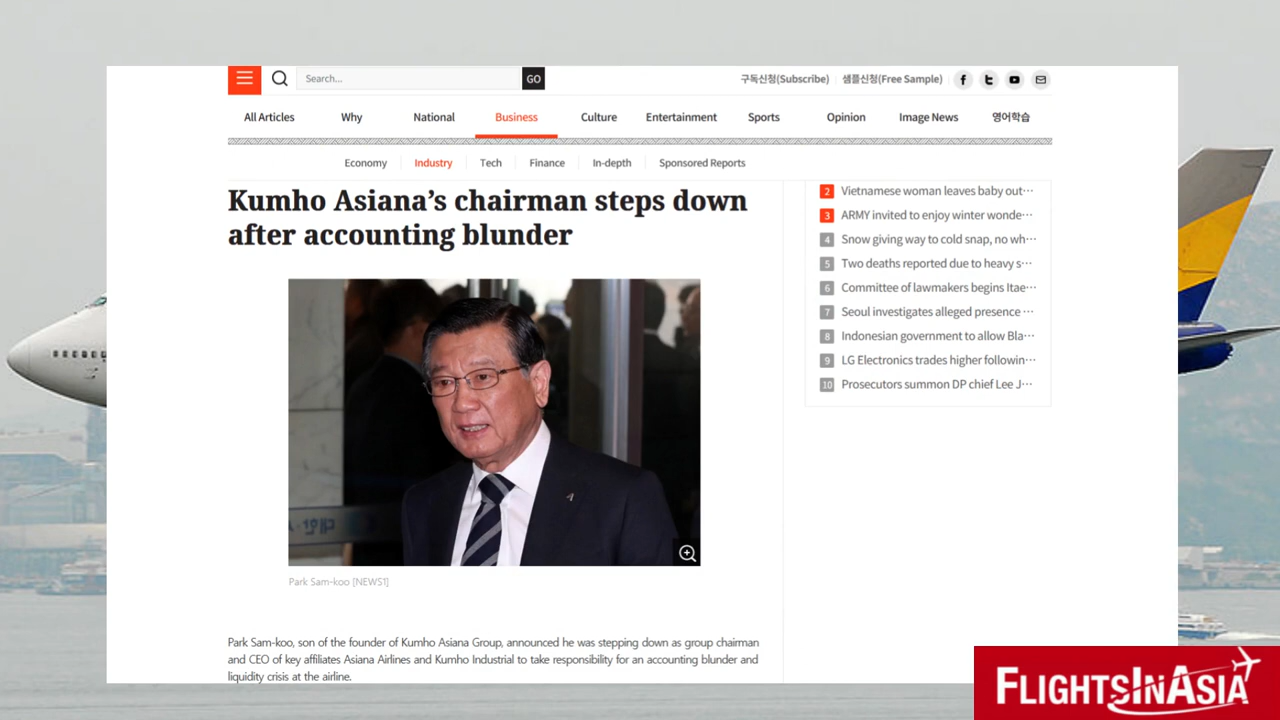 Search...
GO
구독신청(Subscribe)
샘플신청(Free Sample)
All Articles
Why
National
Business
Culture
Entertainment
Sports
Opinion
Image News
영어학습
Economy
Industry
Tech
Finance
In-depth
Sponsored Reports
Kumho Asiana’s chairman steps down
after accounting blunder
2 Vietnamese woman leaves baby out···
3 ARMY invited to enjoy winter wonde···
4 Snow giving way to cold snap, no wh···
5 Two deaths reported due to heavy s···
6 Committee of lawmakers begins Itae···
7 Seoul investigates alleged presence ···
8 Indonesian government to allow Bla···
9 LG Electronics trades higher followin···
10 Prosecutors summon DP chief Lee J···
Park Sam-koo [NEWS1]
Park Sam-koo, son of the founder of Kumho Asiana Group, announced he was stepping down as group chairman
and CEO of key affiliates Asiana Airlines and Kumho Industrial to take responsibility for an accounting blunder and
liquidity crisis at the airline.
FLIGHTSINASIA